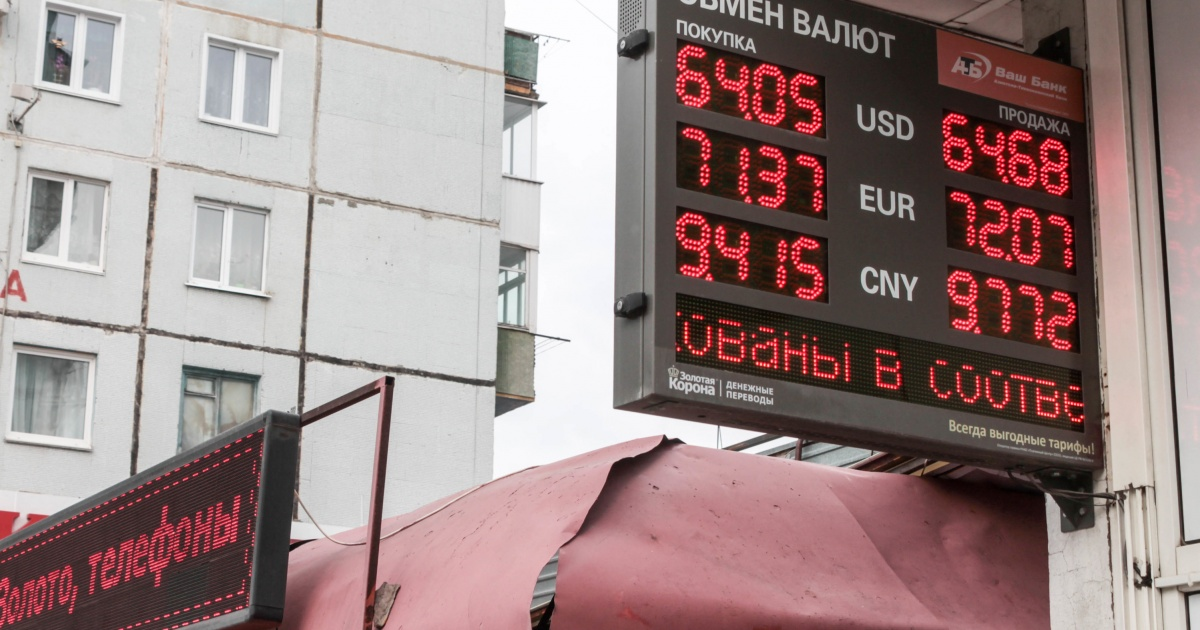 ОБМЕН ВАЛЮТ
АТБ Ваш Банк
ПОКУПКА
ПРОДАЖА
64.05 USD 64.68
71.37 EUR 72.07
9.415 CNY 9.772
ованы в соотве
Золотая Корона ДЕНЕЖНЫЕ ПЕРЕВОДЫ
Всегда выгодные тарифы!
А
Золото, телефоны